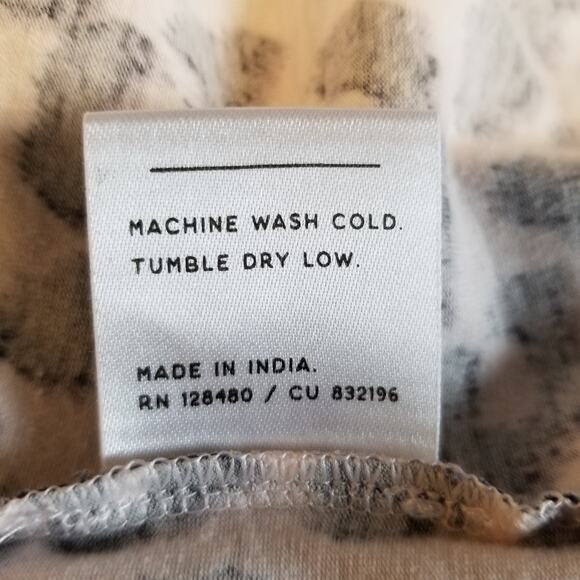 MACHINE WASH COLD.
TUMBLE DRY LOW.
MADE IN INDIA.
RN 128480 / CU 832196